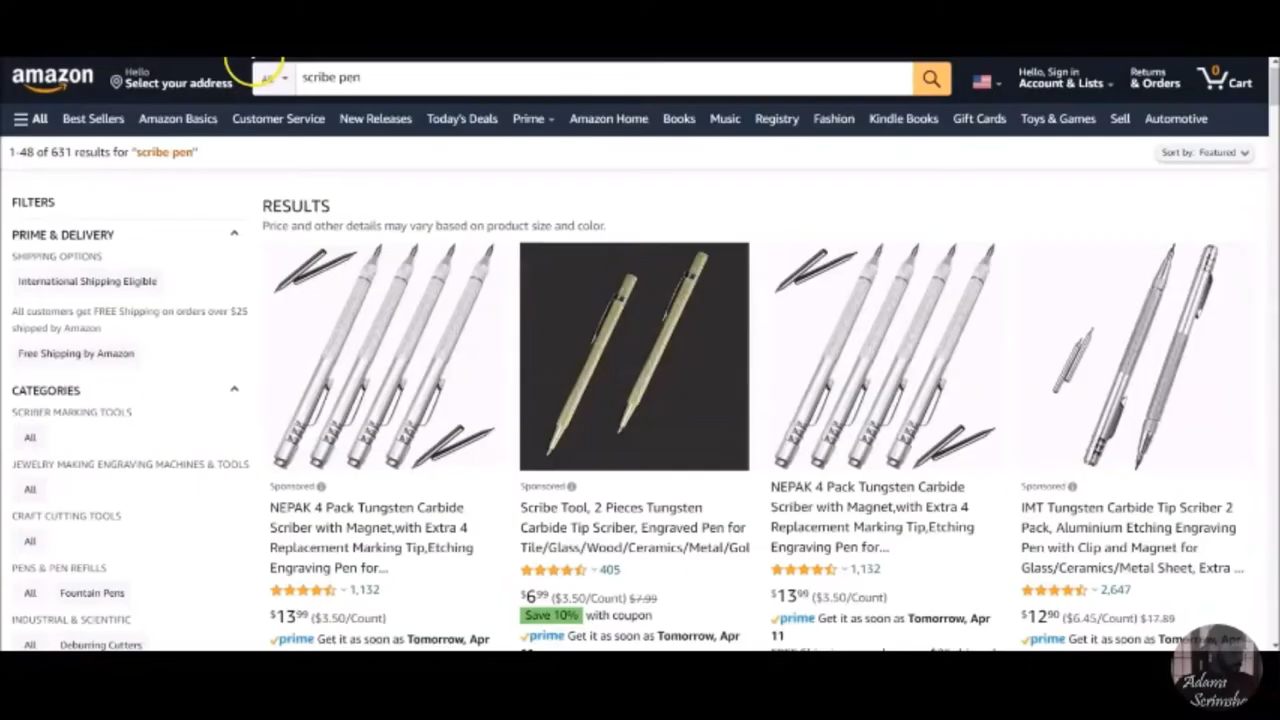 amazon
Hello
Select your address
scribe pen
Hello, Sign in
Account & Lists
Returns
& Orders
0
Cart
All
Best Sellers
Amazon Basics
Customer Service
New Releases
Today's Deals
Prime
Amazon Home
Books
Music
Registry
Fashion
Kindle Books
Gift Cards
Toys & Games
Sell
Automotive
1-48 of 631 results for "scribe pen"
Sort by: Featured
FILTERS
PRIME & DELIVERY
SHIPPING OPTIONS
International Shipping Eligible
All customers get FREE Shipping on orders over $25
shipped by Amazon
Free Shipping by Amazon
CATEGORIES
SCRIBER MARKING TOOLS
All
JEWELRY MAKING ENGRAVING MACHINES & TOOLS
All
CRAFT CUTTING TOOLS
All
PENS & PEN REFILLS
All Fountain Pens
INDUSTRIAL & SCIENTIFIC
All Deburring Cutters
RESULTS
Price and other details may vary based on product size and color.
Sponsored
NEPAK 4 Pack Tungsten Carbide
Scriber with Magnet,with Extra 4
Replacement Marking Tip,Etching
Engraving Pen for...
1,132
$13.99 ($3.50/Count)
prime Get it as soon as Tomorrow, Apr
Sponsored
Scribe Tool, 2 Pieces Tungsten
Carbide Tip Scriber, Engraved Pen for
Tile/Glass/Wood/Ceramics/Metal/Gol
405
$6.99 ($3.50/Count) $7.99
Save 10% with coupon
prime Get it as soon as Tomorrow, Apr
NEPAK 4 Pack Tungsten Carbide
Scriber with Magnet,with Extra 4
Replacement Marking Tip,Etching
Engraving Pen for...
1,132
$13.99 ($3.50/Count)
prime Get it as soon as Tomorrow, Apr
11
Sponsored
IMT Tungsten Carbide Tip Scriber 2
Pack, Aluminium Etching Engraving
Pen with Clip and Magnet for
Glass/Ceramics/Metal Sheet, Extra ...
2,647
$12.90 ($6.45/Count) $17.89
prime Get it as soon as Tomorrow, Apr
Adams